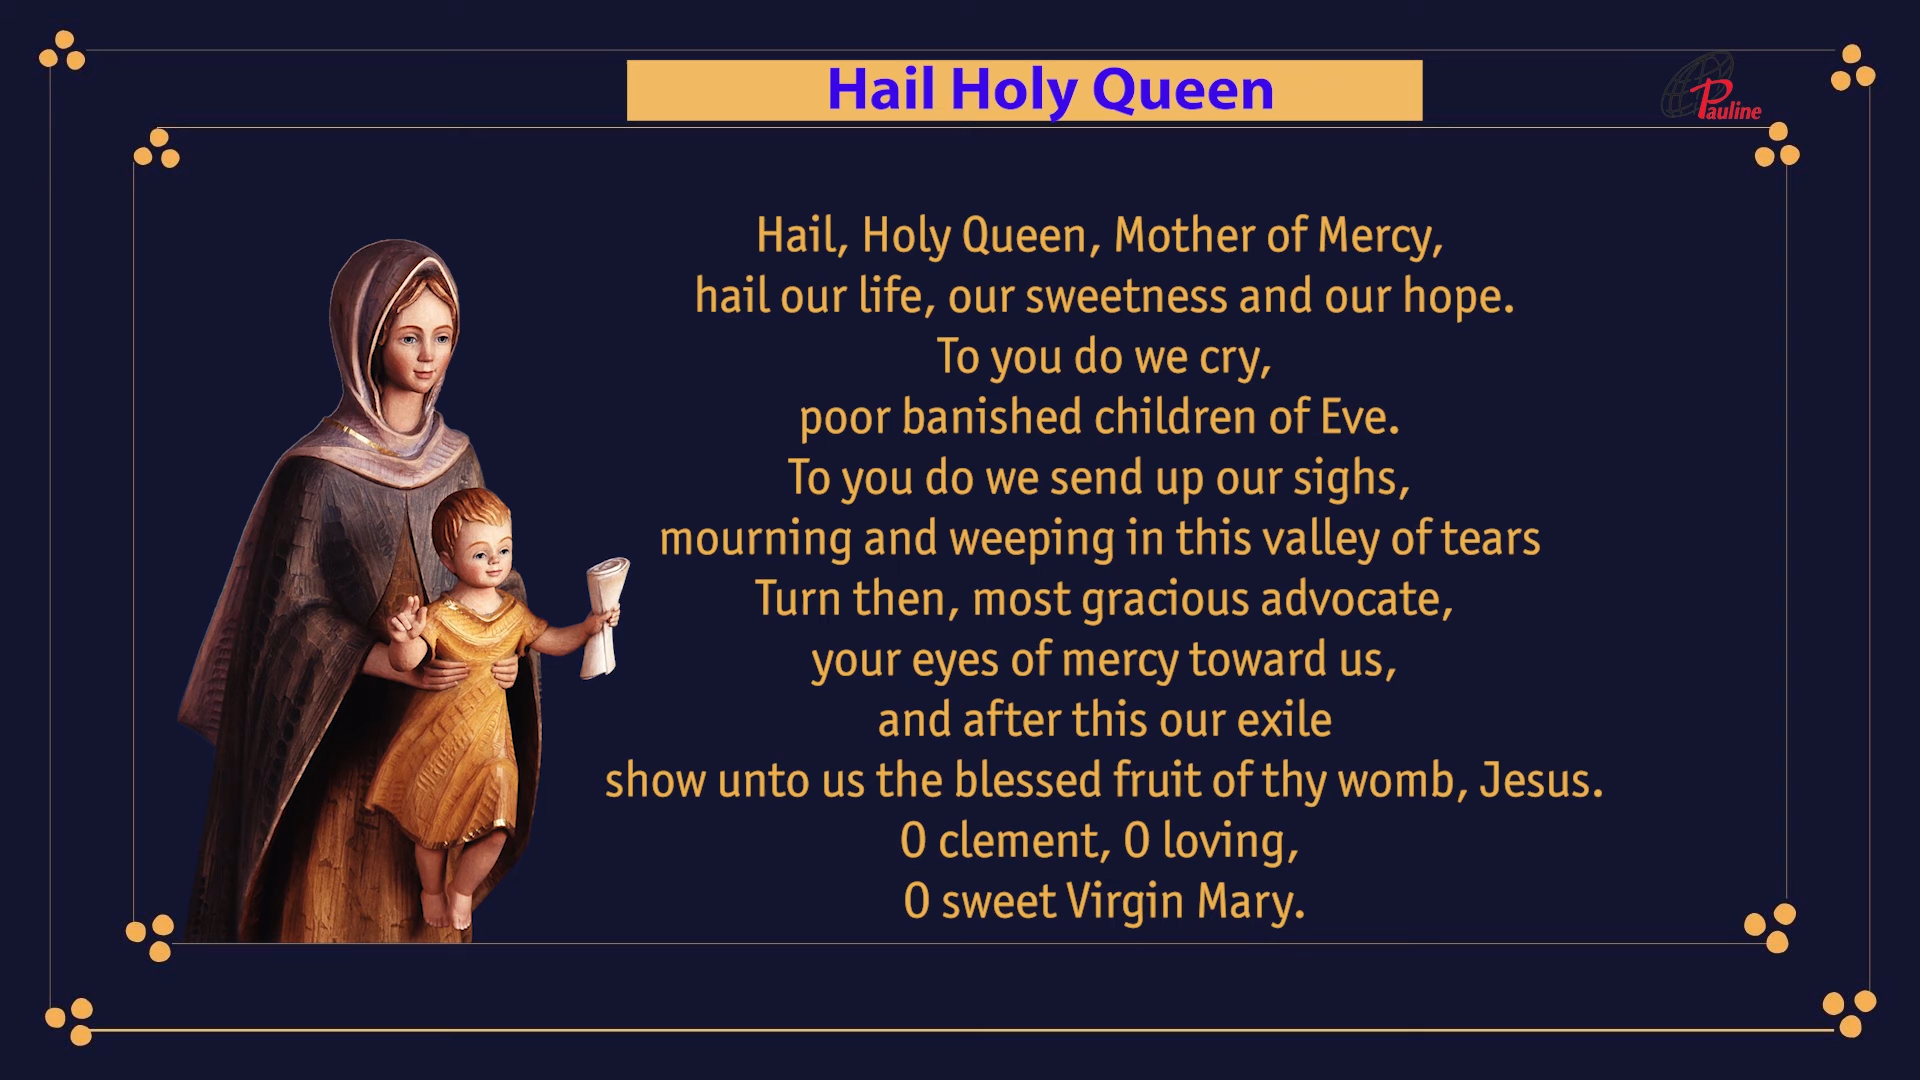 Hail Holy Queen
Pauline
Hail, Holy Queen, Mother of Mercy,
hail our life, our sweetness and our hope.
To you do we cry,
poor banished children of Eve.
To you do we send up our sighs,
mourning and weeping in this valley of tears
Turn then, most gracious advocate,
your eyes of mercy toward us,
and after this our exile
show unto us the blessed fruit of thy womb, Jesus.
O clement, O loving,
O sweet Virgin Mary.